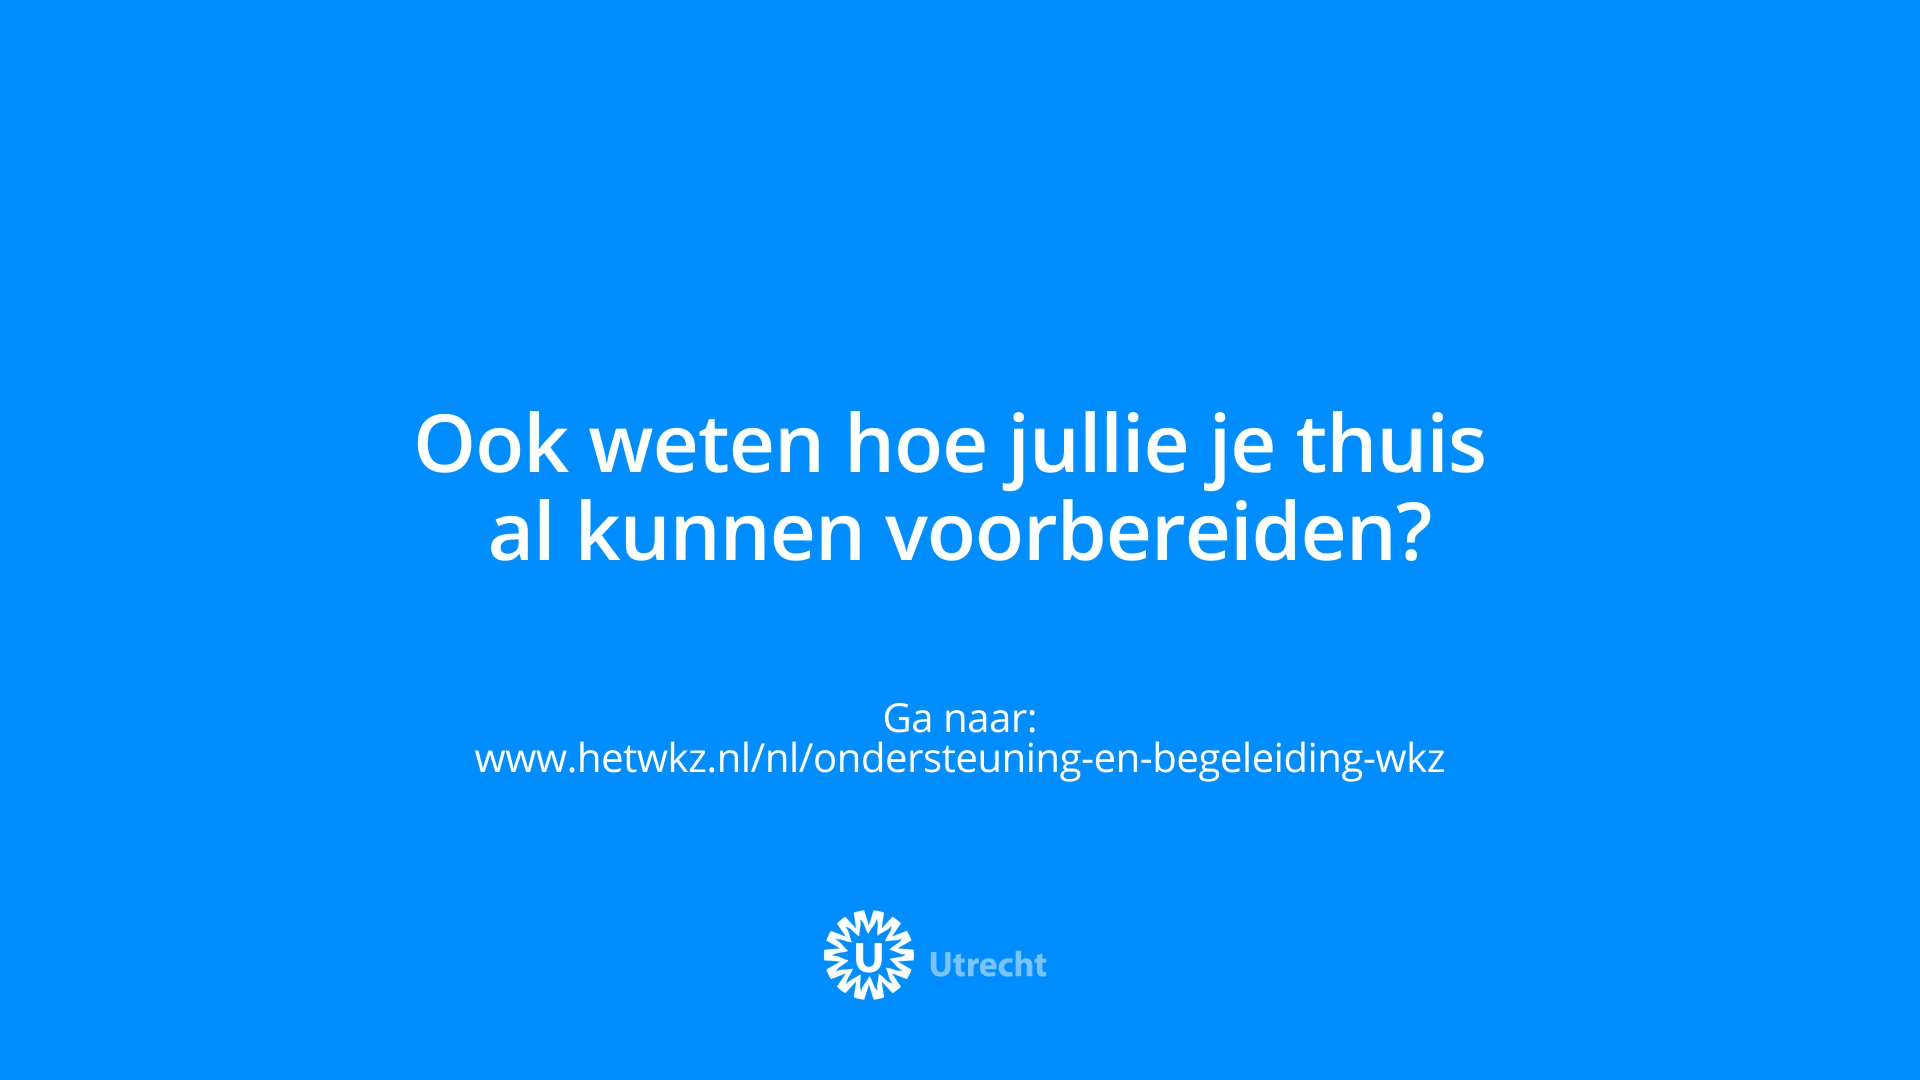 Ook weten hoe jullie je thuis
al kunnen voorbereiden?
Ga naar:
www.hetwkz.nl/nl/ondersteuning-en-begeleiding-wkz
U Utrecht